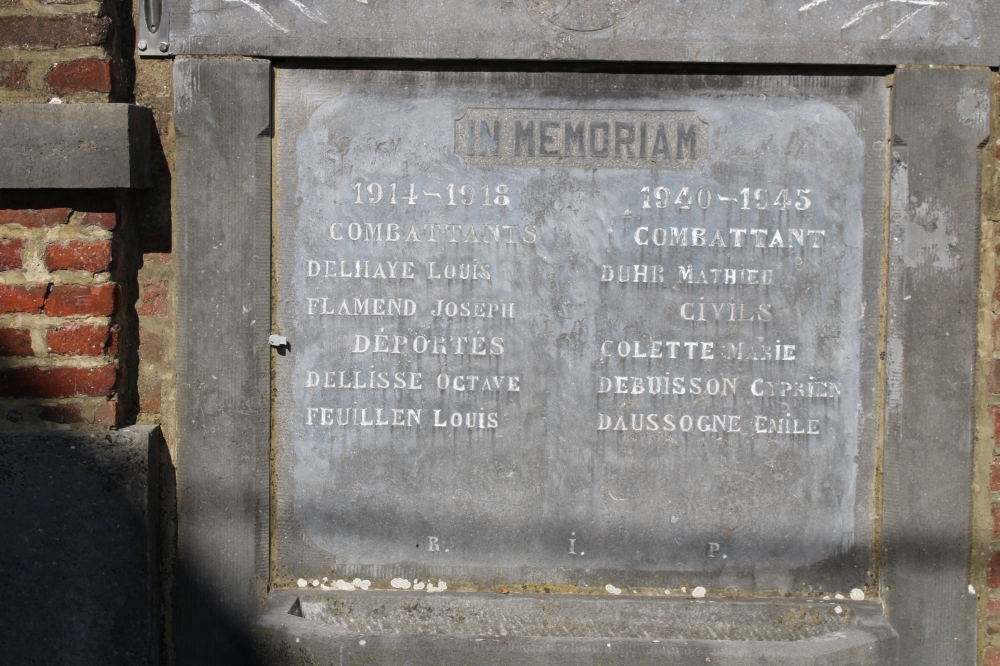 IN MEMORIAM
1914-1918
COMBATTANTS
DELHAYE LOUIS
FLAMEND JOSEPH
DÉPORTÉS
DELLISSE OCTAVE
FEUILLEN LOUIS
1940-1945
COMBATTANT
DUHR MATHIEU
CIVILS
COLETTE MARIE
DEBUISSON CYPRIEN
DAUSSOGNE EMILE
R. I. P.